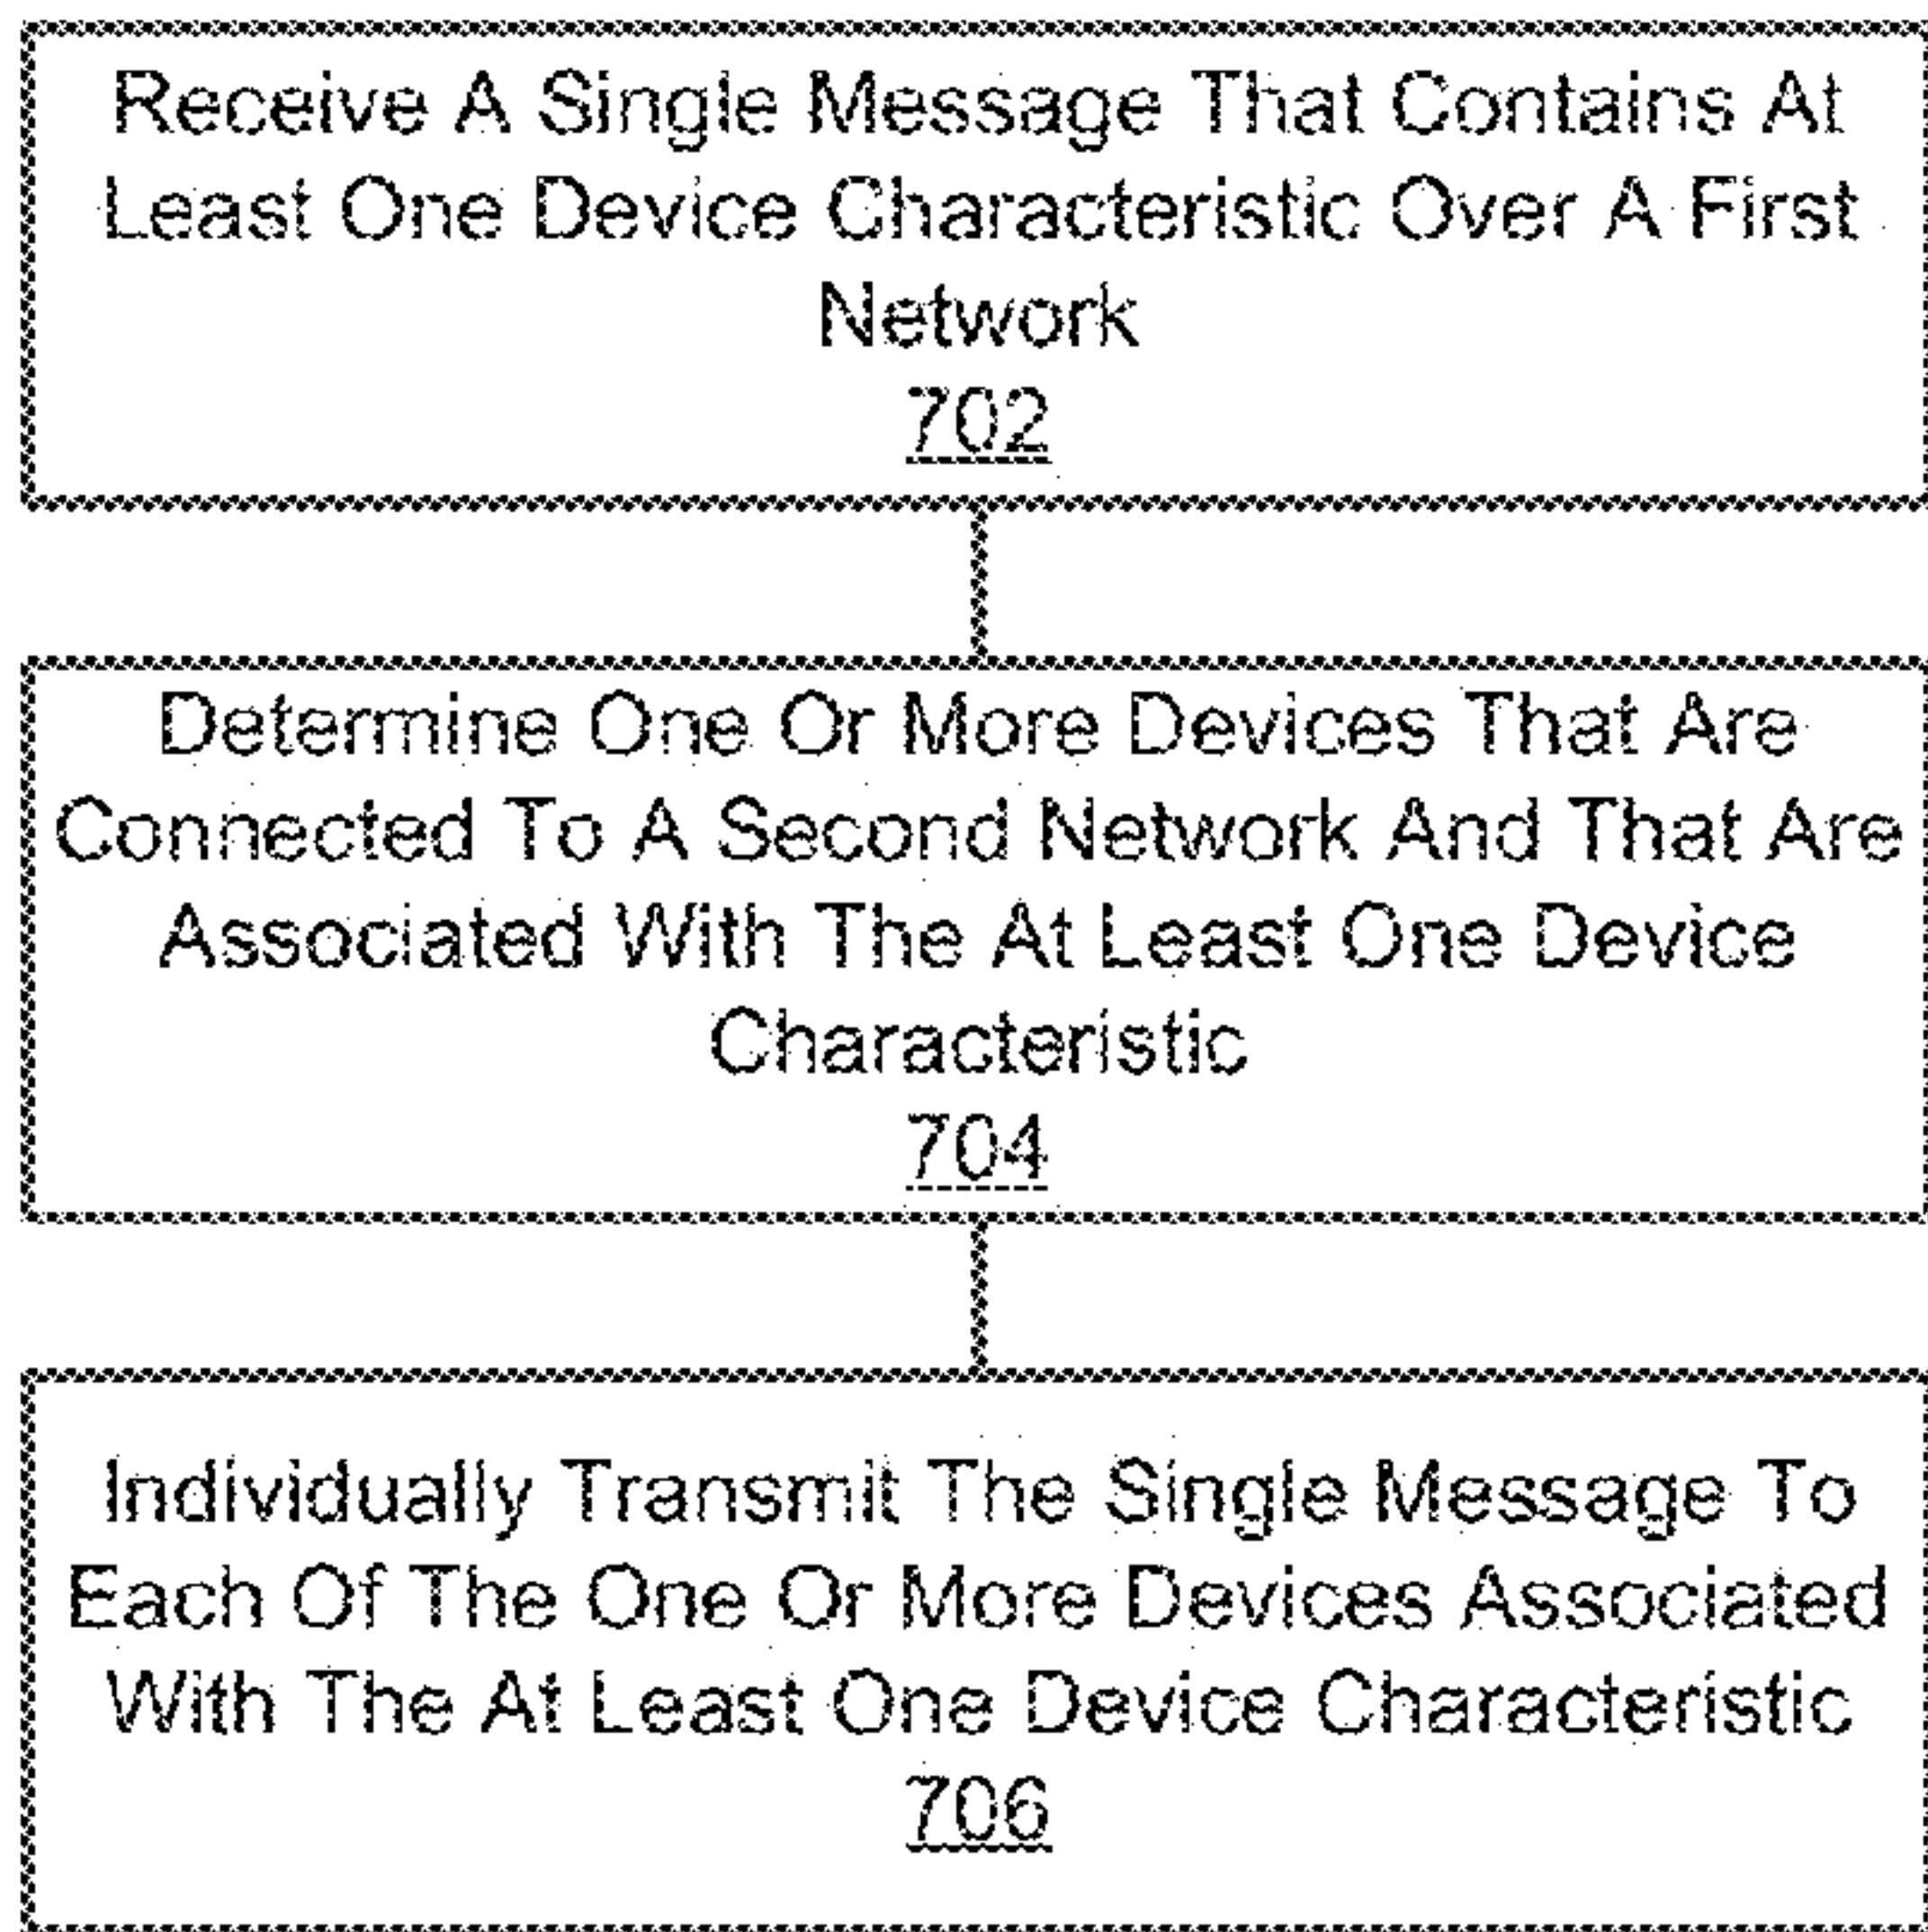 Receive A Single Message That Contains At
Least One Device Characteristic Over A First
Network
702
Determine One Or More Devices That Are
Connected To A Second Network And That Are
Associated With The At Least One Device
Characteristic
704
Individually Transmit The Single Message To
Each Of The One Or More Devices Associated
With The At Least One Device Characteristic
706